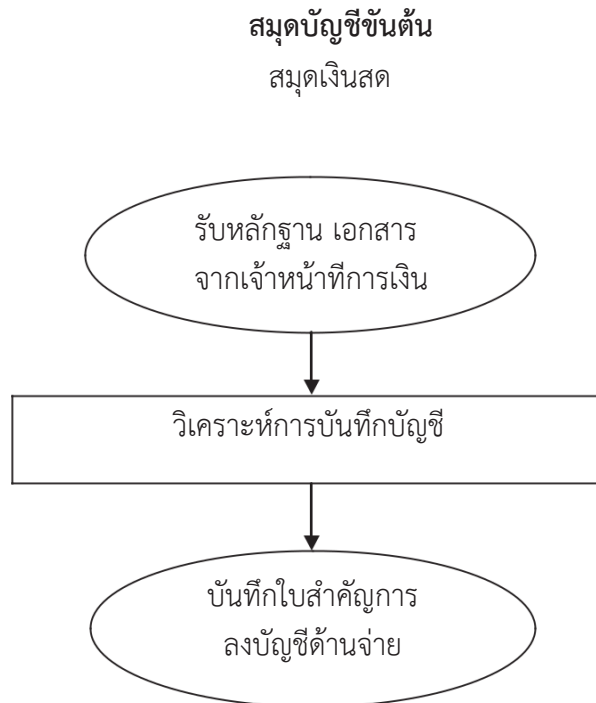 สมุดบัญชีขันต้น
สมุดเงินสด
รับหลักฐาน เอกสาร
จากเจ้าหน้าทีการเงิน
วิเคราะห์การบันทึกบัญชี
บันทึกใบสำคัญการ
ลงบัญชีด้านจ่าย